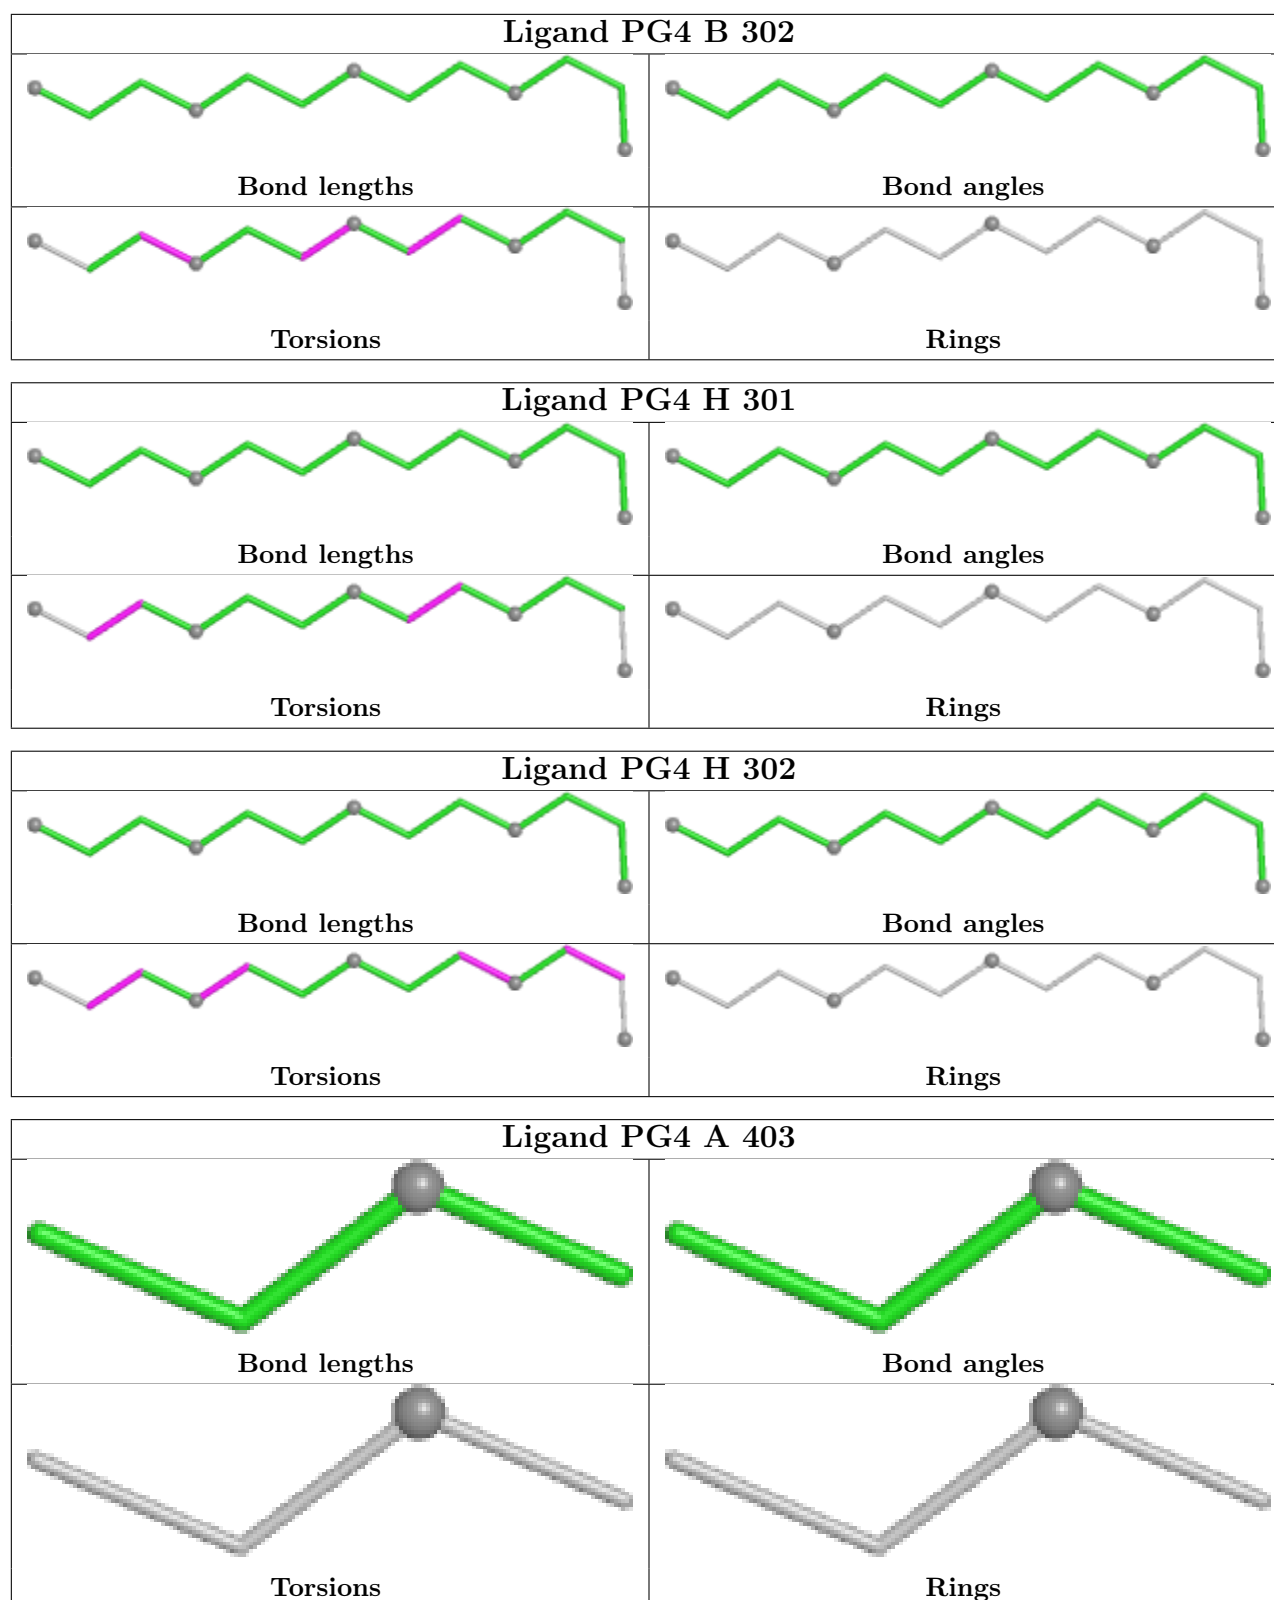 Ligand PG4 B 302
Bond lengths
Bond angles
Torsions
Rings
Ligand PG4 H 301
Bond lengths
Bond angles
Torsions
Rings
Ligand PG4 H 302
Bond lengths
Bond angles
Torsions
Rings
Ligand PG4 A 403
Bond lengths
Bond angles
Torsions
Rings